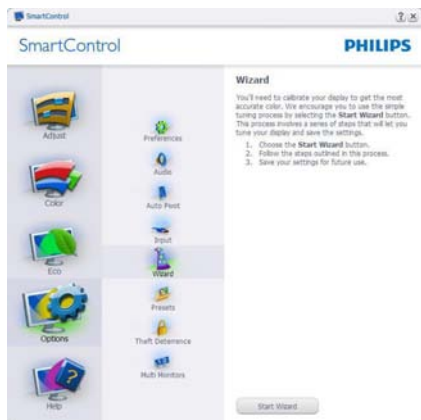 SmartControl
SmartControl
PHILIPS
Adjust
Color
Eco
Options
Help
Preferences
Audio
Auto Pivot
Input
Wizard
Presets
Theft Deterrence
Multi Monitors
Wizard
You'll need to calibrate your display to get the most
accurate color. We encourage you to use the simple
tuning process by selecting the Start Wizard button.
This process involves a series of steps that will let you
tune your display and save the settings.
1. Choose the Start Wizard button.
2. Follow the steps outlined in this process.
3. Save your settings for future use.
Start Wizard